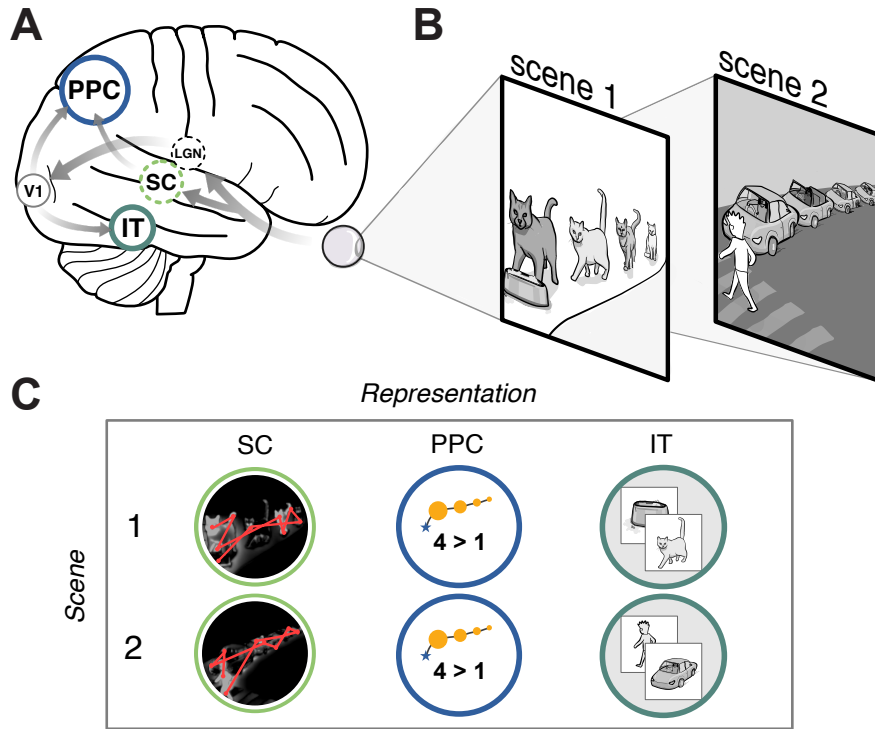 A
PPC
LGN
SC
V1
IT
B
scene 1
scene 2
C
Representation
SC PPC IT
Scene
1
4 > 1
2
4 > 1